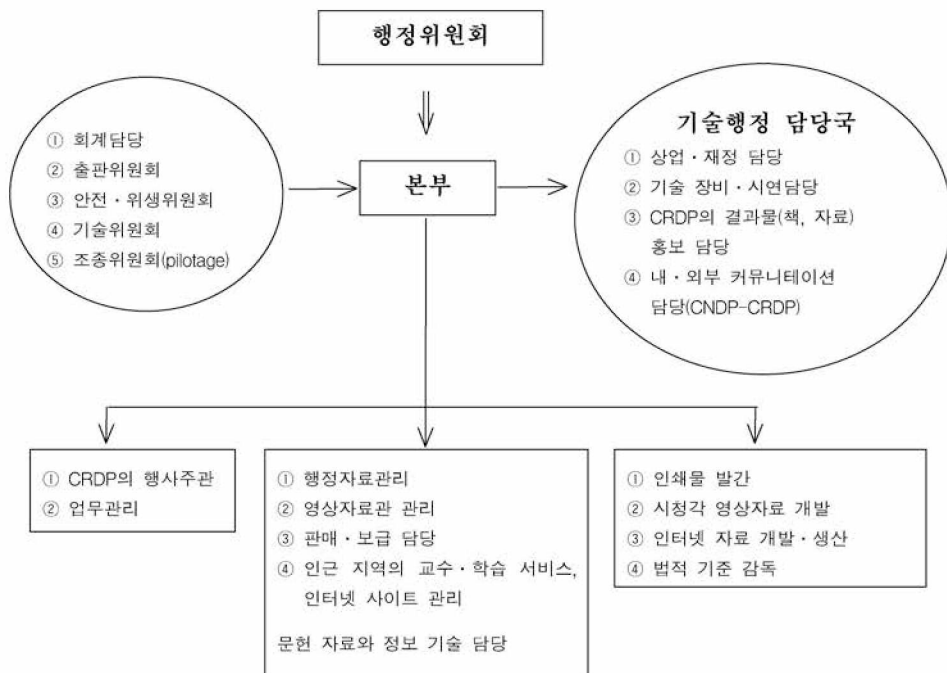 행정위원회
① 회계담당
② 출판위원회
③ 안전·위생위원회
④ 기술위원회
⑤ 조종위원회(pilotage)
본부
기술행정 담당국
① 상업·재정 담당
② 기술 장비·시연담당
③ CRDP의 결과물(책, 자료)
홍보 담당
④ 내·외부 커뮤니테이션
담당(CNDP-CRDP)
① CRDP의 행사주관
② 업무관리
① 행정자료관리
② 영상자료관 관리
③ 판매·보급 담당
④ 인근 지역의 교수·학습 서비스,
인터넷 사이트 관리
문헌 자료와 정보 기술 담당
① 인쇄물 발간
② 시청각 영상자료 개발
③ 인터넷 자료 개발·생산
④ 법적 기준 감독